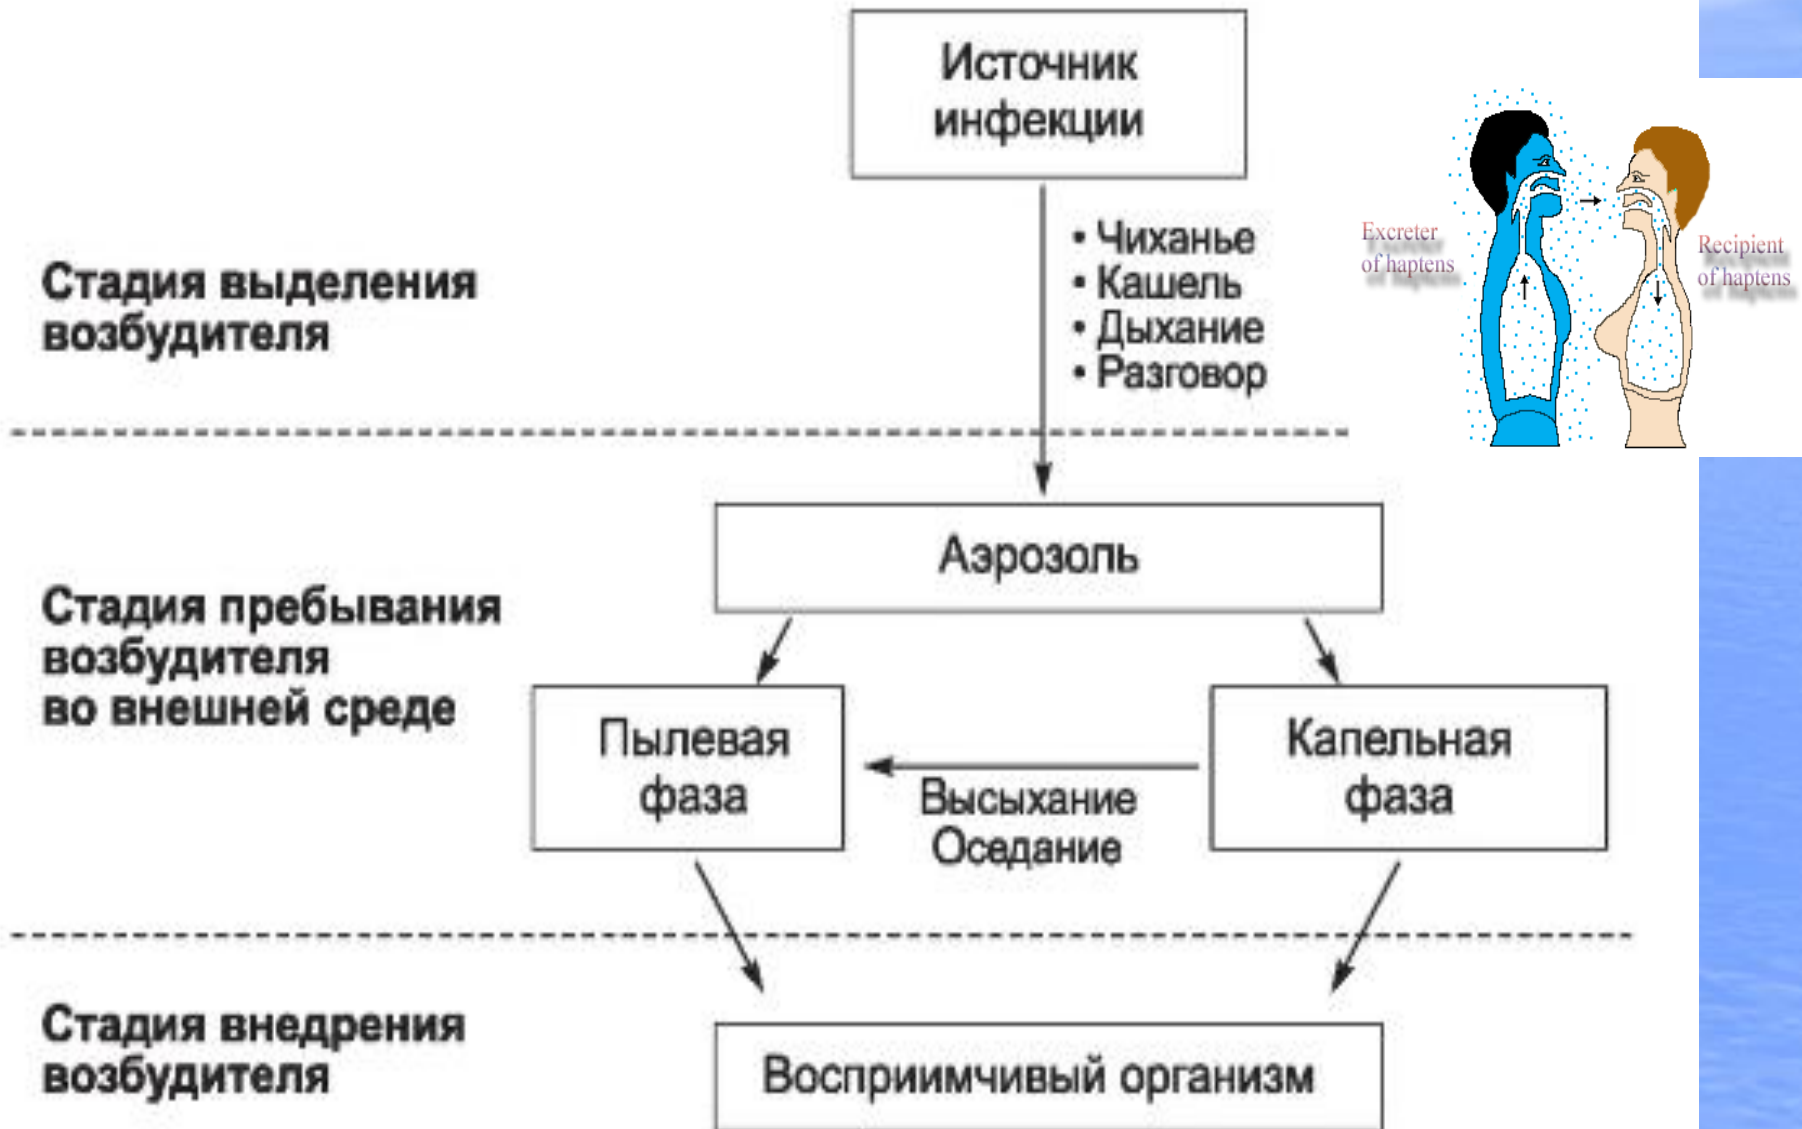 Источник
инфекции
• Чиханье
• Кашель
• Дыхание
• Разговор
Excreter
of haptens
Recipient
of haptens
Стадия выделения
возбудителя
Аэрозоль
Стадия пребывания
возбудителя
во внешней среде
Пылевая
фаза
Высыхание
Оседание
Капельная
фаза
Стадия внедрения
возбудителя
Восприимчивый организм